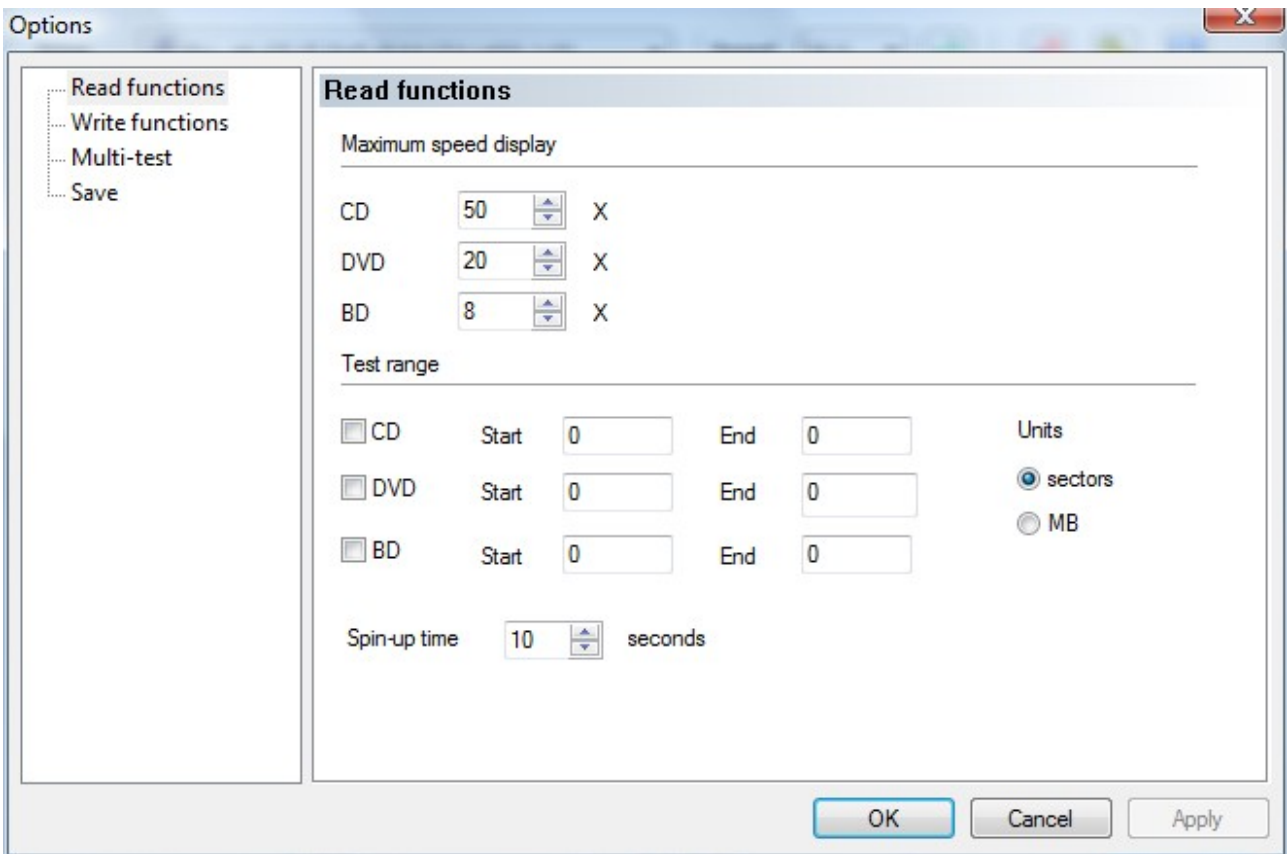 Options
Read functions
Write functions
Multi-test
Save
Read functions
Maximum speed display
CD 50 X
DVD 20 X
BD 8 X
Test range
CD Start 0 End 0
DVD Start 0 End 0
BD Start 0 End 0
Units
sectors
MB
Spin-up time 10 seconds
OK Cancel Apply